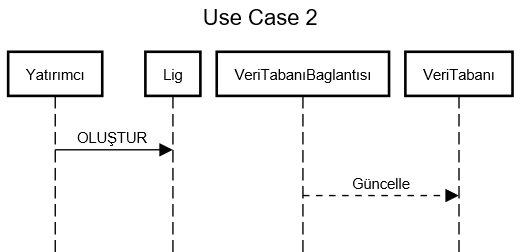 Use Case 2
Yatırımcı
Lig
VeriTabanıBaglantısı
VeriTabanı
OLUŞTUR
Güncelle